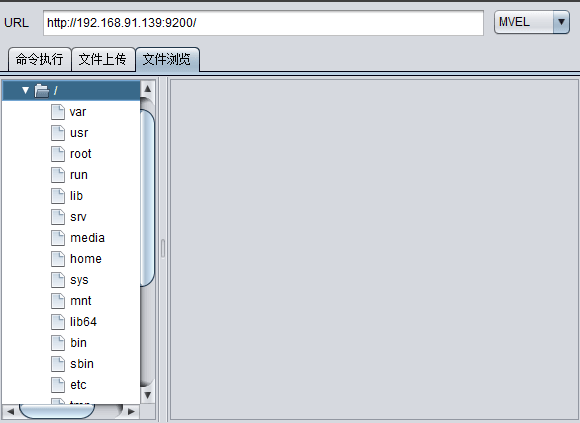 URL http://192.168.91.139:9200/ MVEL
命令执行 文件上传 文件浏览
/
var
usr
root
run
lib
srv
media
home
sys
mnt
lib64
bin
sbin
etc